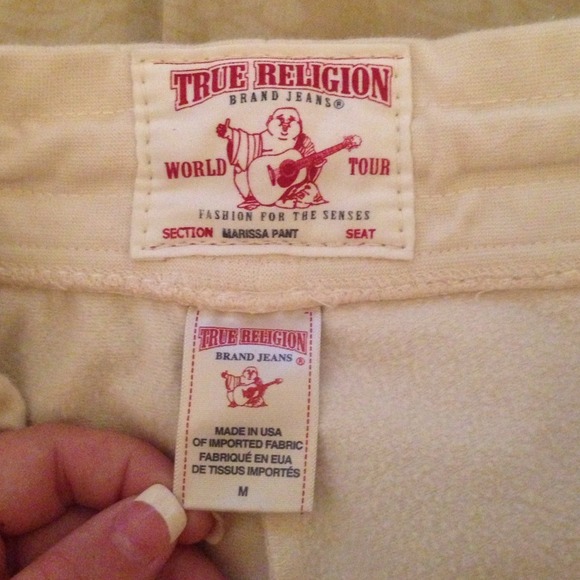 TRUE RELIGION
BRAND JEANS®
WORLD TOUR
FASHION FOR THE SENSES
SECTION MARISSA PANT SEAT
TRUE RELIGION
BRAND JEANS
®
MADE IN USA
OF IMPORTED FABRIC
FABRIQUÉ EN EUA
DE TISSUS IMPORTÉS
M